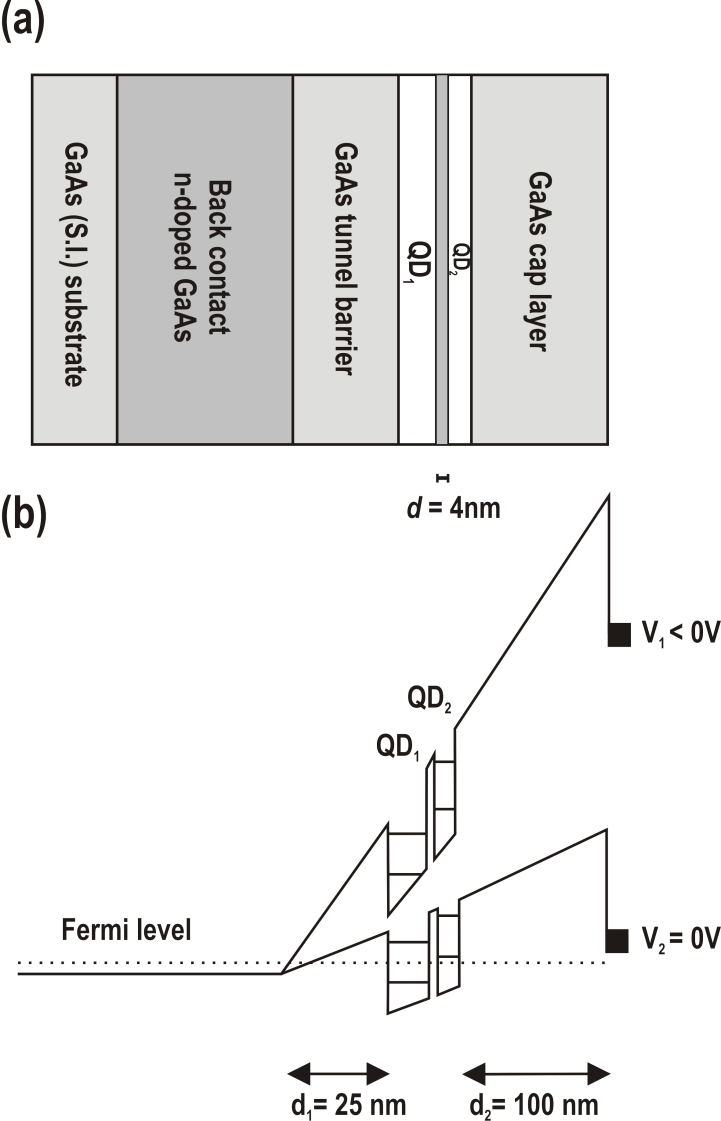 (a)
GaAs (S.I.) substrate
Back contact
n-doped GaAs
GaAs tunnel barrier
QD₁
QD₂
GaAs cap layer
d = 4nm
(b)
V₁ < 0V
QD₂
QD₁
Fermi level
V₂ = 0V
d₁= 25 nm
d₂= 100 nm